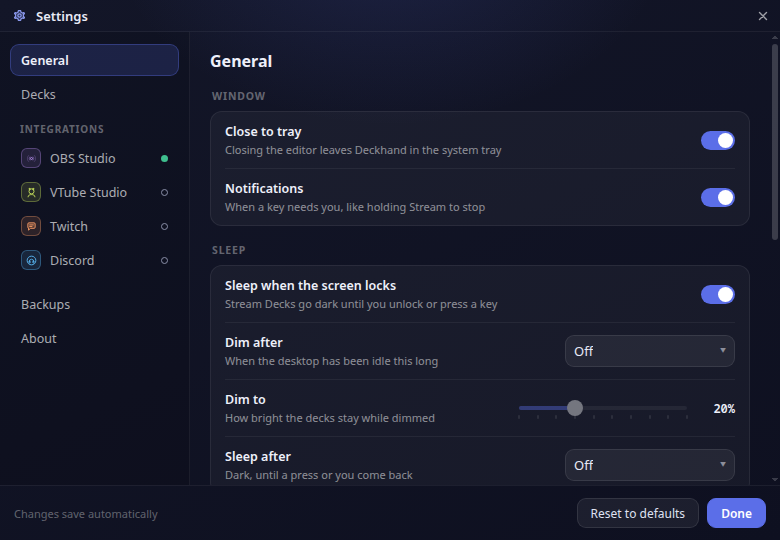 Settings
General
Decks
INTEGRATIONS
OBS Studio
VTube Studio
Twitch
Discord
Backups
About
General
WINDOW
Close to tray
Closing the editor leaves Deckhand in the system tray
Notifications
When a key needs you, like holding Stream to stop
SLEEP
Sleep when the screen locks
Stream Decks go dark until you unlock or press a key
Dim after
Off
When the desktop has been idle this long
Dim to
20%
How bright the decks stay while dimmed
Sleep after
Off
Dark, until a press or you come back
Changes save automatically
Reset to defaults
Done